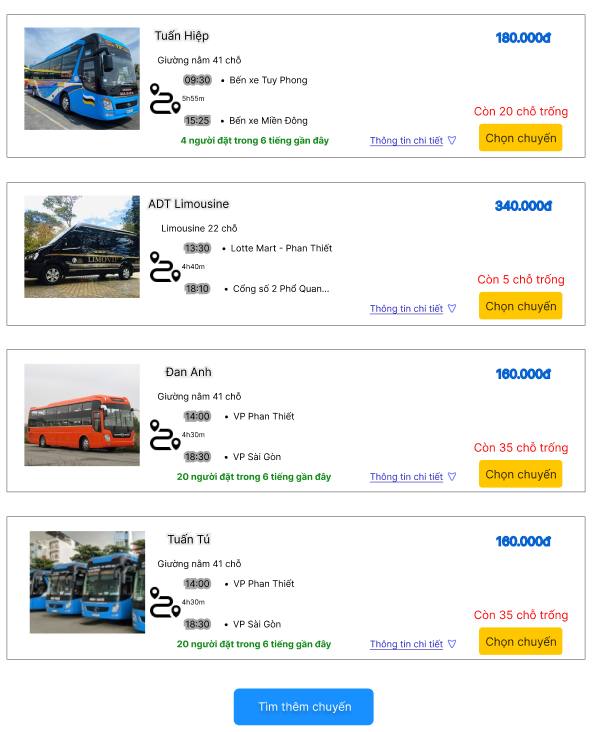 Tuấn Hiệp
180.000đ
Giường nằm 41 chỗ
09:30 • Bến xe Tuy Phong
5h55m
Còn 20 chỗ trống
15:25 • Bến xe Miền Đông
4 người đặt trong 6 tiếng gần đây
Thông tin chi tiết
Chọn chuyến
ADT Limousine
340.000đ
Limousine 22 chỗ
13:30 • Lotte Mart - Phan Thiết
4h40m
Còn 5 chỗ trống
18:10 • Cổng số 2 Phổ Quan...
Thông tin chi tiết
Chọn chuyến
LIMOVIP
Đan Anh
160.000đ
Giường nằm 41 chỗ
14:00 • VP Phan Thiết
4h30m
Còn 35 chỗ trống
18:30 • VP Sài Gòn
20 người đặt trong 6 tiếng gần đây
Thông tin chi tiết
Chọn chuyến
Tuấn Tú
160.000đ
Giường nằm 41 chỗ
14:00 • VP Phan Thiết
4h30m
Còn 35 chỗ trống
18:30 • VP Sài Gòn
20 người đặt trong 6 tiếng gần đây
Thông tin chi tiết
Chọn chuyến
Tìm thêm chuyến